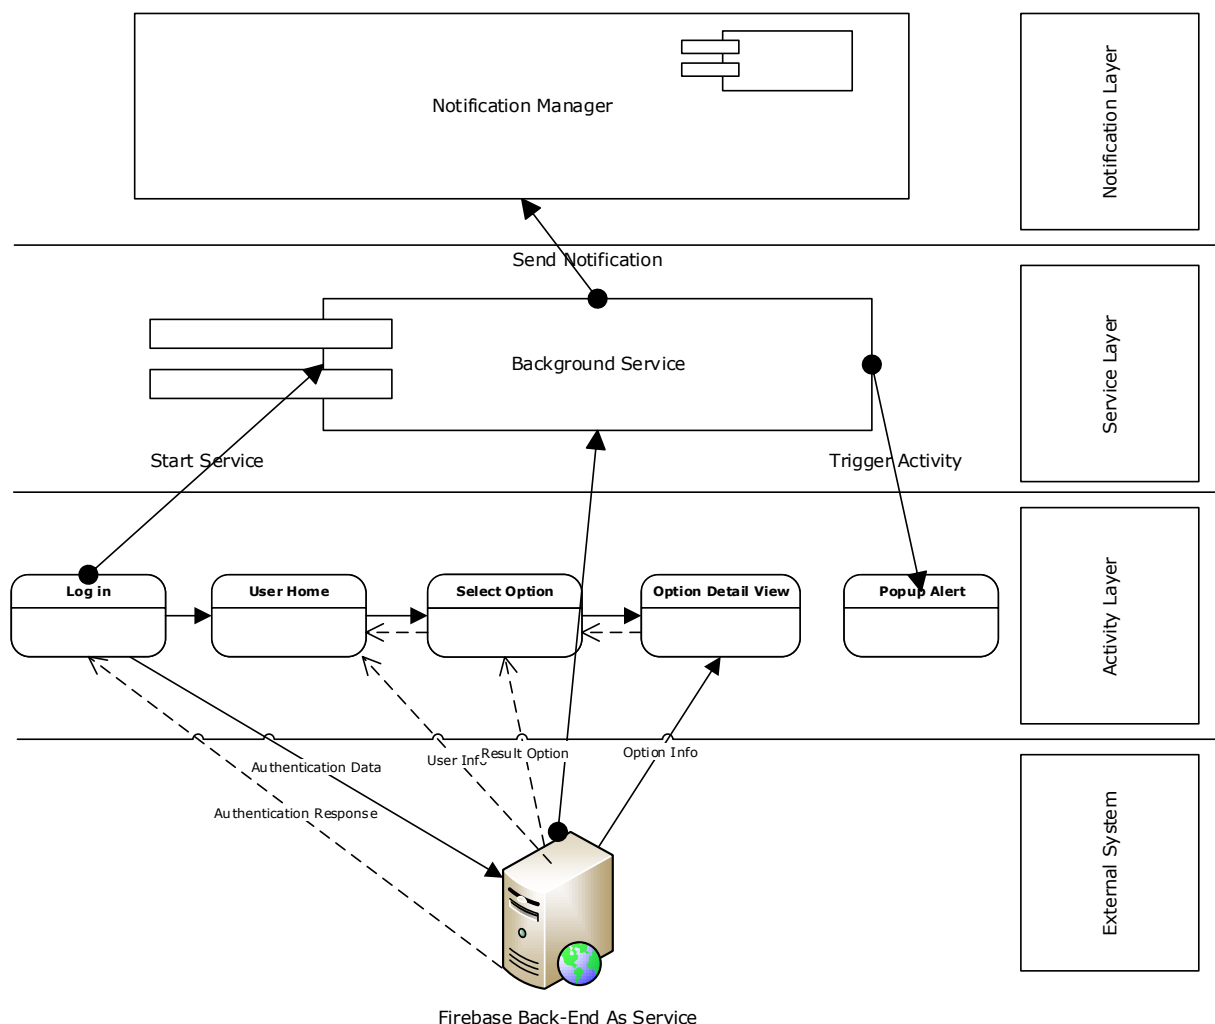 Notification Manager
Notification Layer
Send Notification
Background Service
Service Layer
Start Service
Trigger Activity
Log in
User Home
Select Option
Option Detail View
Popup Alert
Activity Layer
User Info
Result Option
Option Info
Authentication Data
Authentication Response
External System
Firebase Back-End As Service